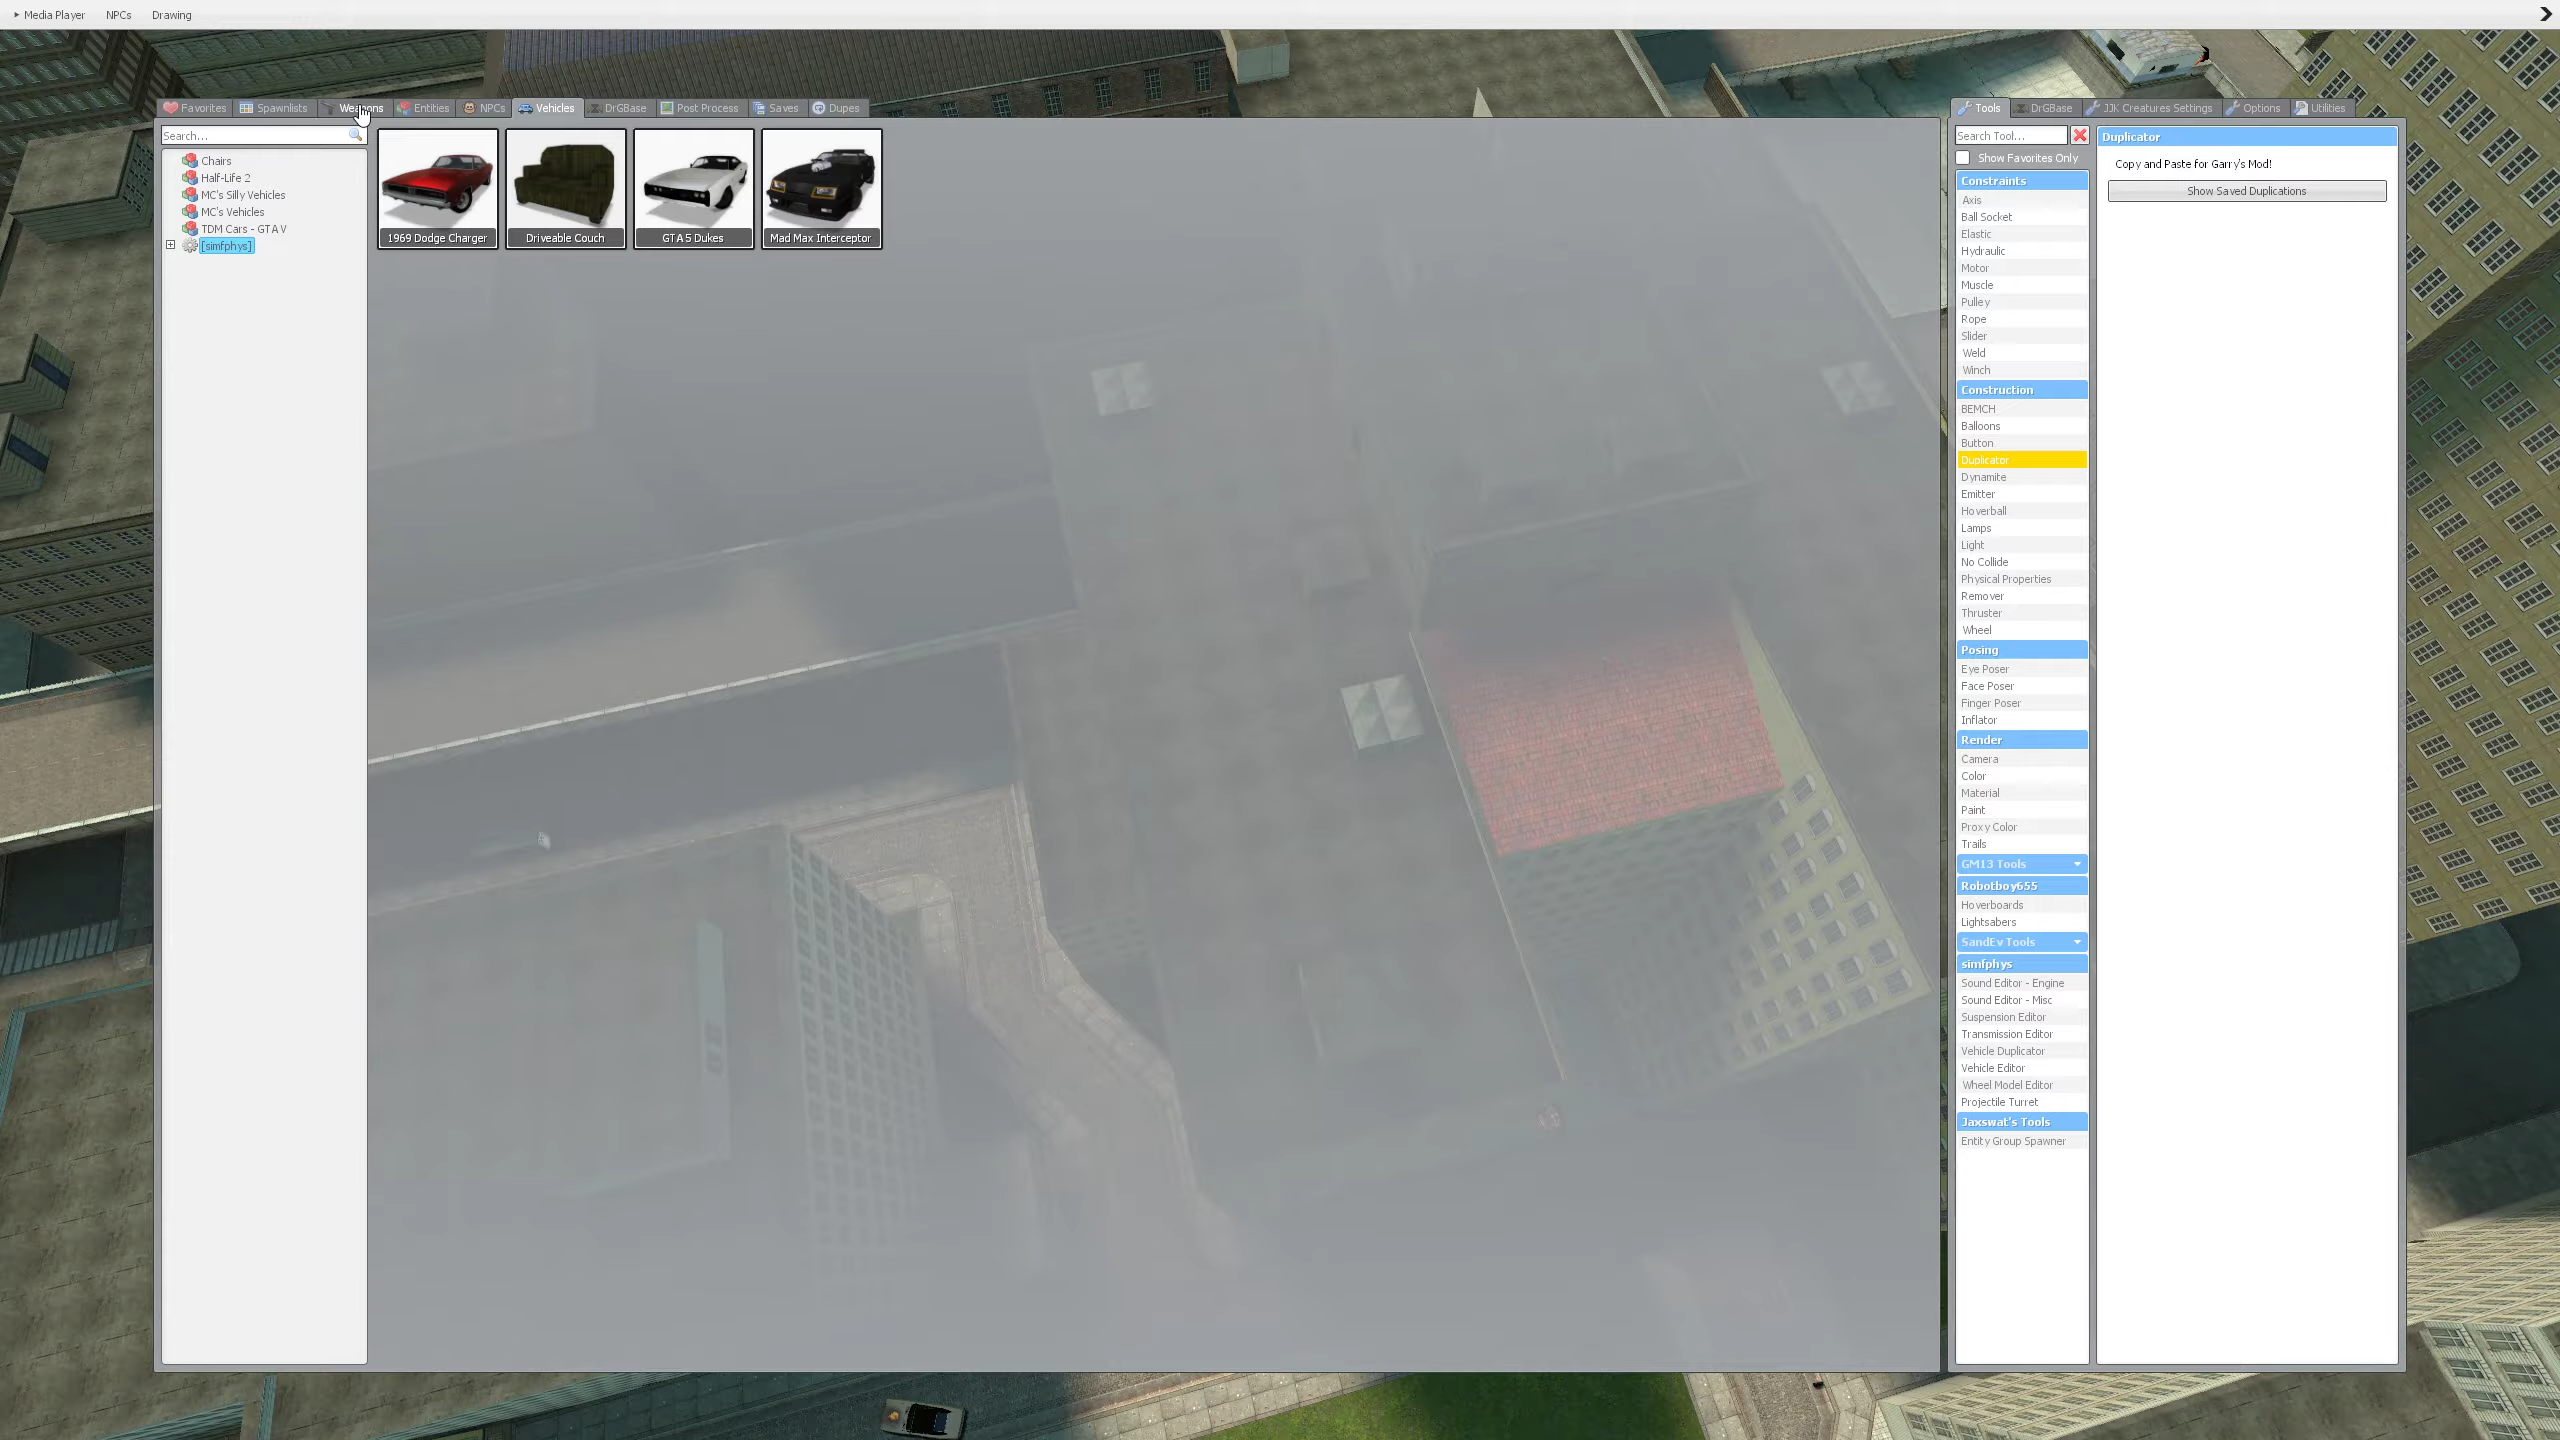 Media Player NPCs Drawing
Favorites Spawnlists Weapons Entities NPCs Vehicles DrGBase Post Process Saves Dupes
Search...
Chairs
Half-Life 2
MC's Silly Vehicles
MC's Vehicles
TDM Cars - GTA V
[simfphys]
1969 Dodge Charger
Driveable Couch
GTA 5 Dukes
Mad Max Interceptor
Tools DrGBase JJK Creatures Settings Options Utilities
Search Tool...
Show Favorites Only
Constraints
Axis
Ball Socket
Elastic
Hydraulic
Motor
Muscle
Pulley
Rope
Slider
Weld
Winch
Construction
BEMCH
Balloons
Button
Duplicator
Dynamite
Emitter
Hoverball
Lamps
Light
No Collide
Physical Properties
Remover
Thruster
Wheel
Posing
Eye Poser
Face Poser
Finger Poser
Inflator
Render
Camera
Color
Material
Paint
Proxy Color
Trails
GM13 Tools
Robotboy655
Hoverboards
Lightsabers
SandEv Tools
simfphys
Sound Editor - Engine
Sound Editor - Misc
Suspension Editor
Transmission Editor
Vehicle Duplicator
Vehicle Editor
Wheel Model Editor
Projectile Turret
Jaxswat's Tools
Entity Group Spawner
Duplicator
Copy and Paste for Garry's Mod!
Show Saved Duplications